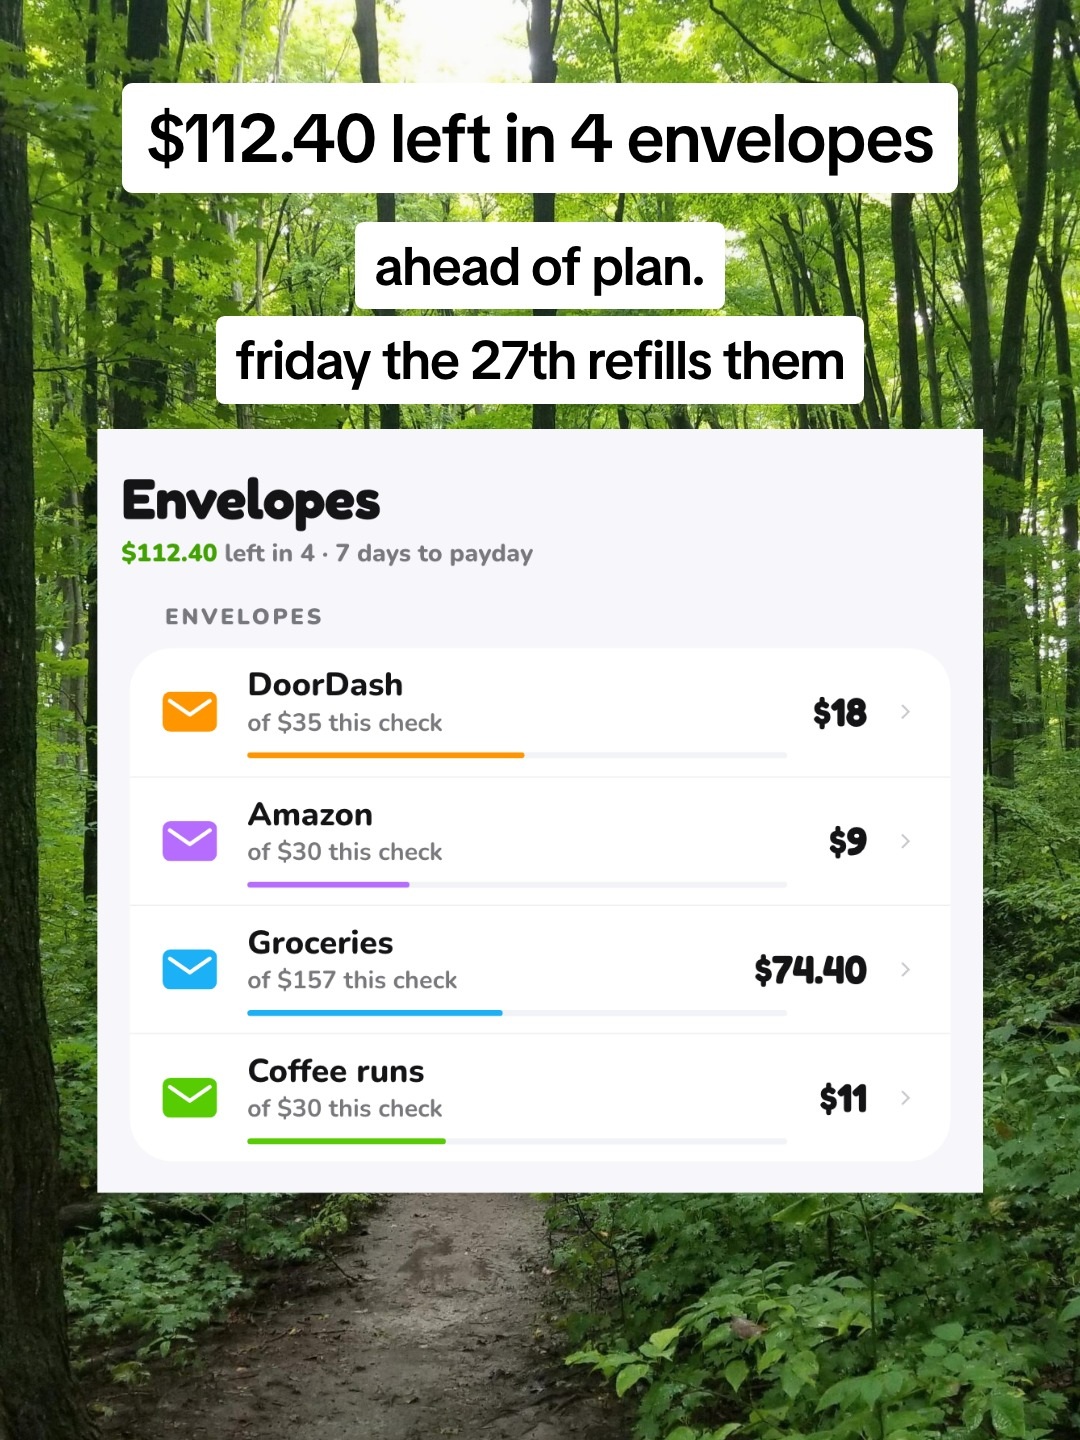 $112.40 left in 4 envelopes
ahead of plan.
friday the 27th refills them
Envelopes
$112.40 left in 4 · 7 days to payday
ENVELOPES
DoorDash
of $35 this check
$18
Amazon
of $30 this check
$9
Groceries
of $157 this check
$74.40
Coffee runs
of $30 this check
$11